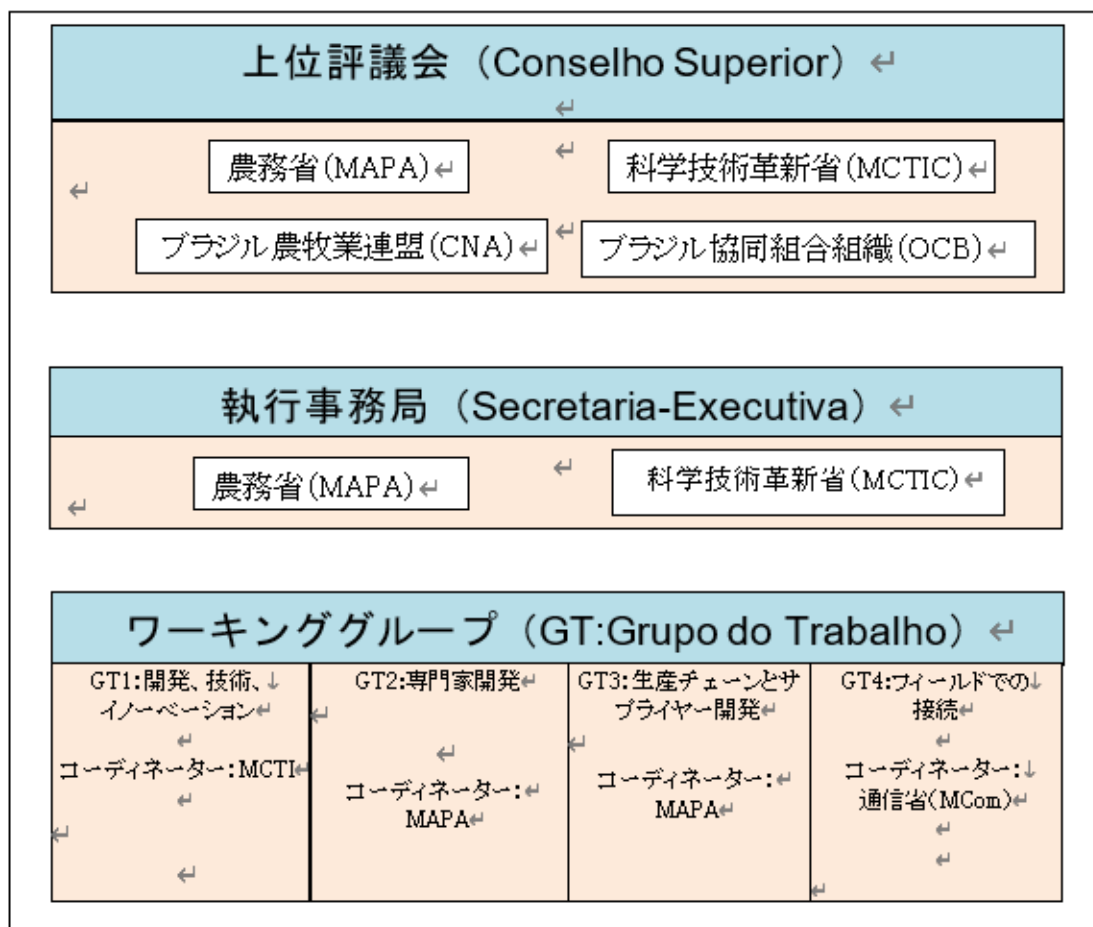 上位評議会（Conselho Superior）↵
↵
農務省(MAPA)↵ ↵ 科学技術革新省(MCTIC)↵
↵
ブラジル農牧業連盟(CNA)↵ ↵ ブラジル協同組合組織(OCB)↵
執行事務局（Secretaria-Executiva）↵
農務省(MAPA)↵ ↵ 科学技術革新省(MCTIC)↵
↵
ワーキンググループ（GT:Grupo do Trabalho）↵
GT1:開発、技術、↓
イノーベーション↵
↵
コーディネーター:MCTI↵
↵
↵
↵
GT2:専門家開発↵
↵
↵
コーディネーター:↵
MAPA↵
GT3:生産チェーンとサ
プライヤー開発↵
↵
コーディネーター:↵
MAPA↵
GT4:フィールドでの↓
接続↵
↵
コーディネーター:↓
通信省(MCom)↵
↵
↵
↵